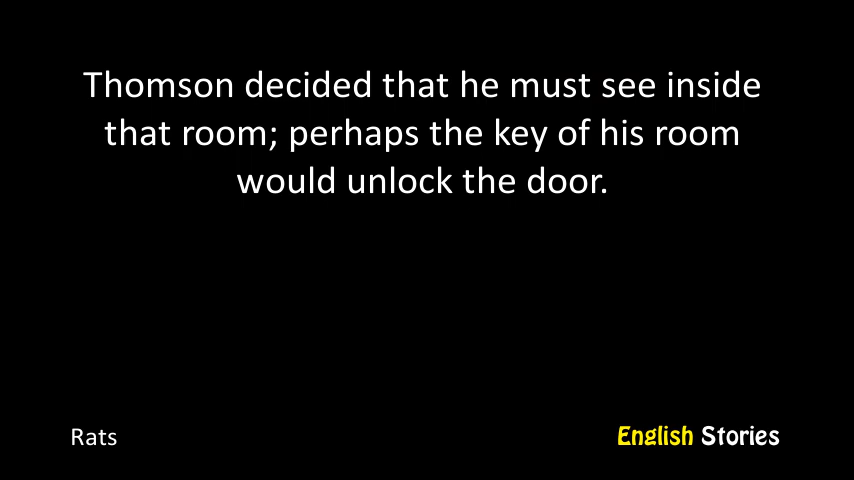 Thomson decided that he must see inside
that room; perhaps the key of his room
would unlock the door.
Rats
English Stories